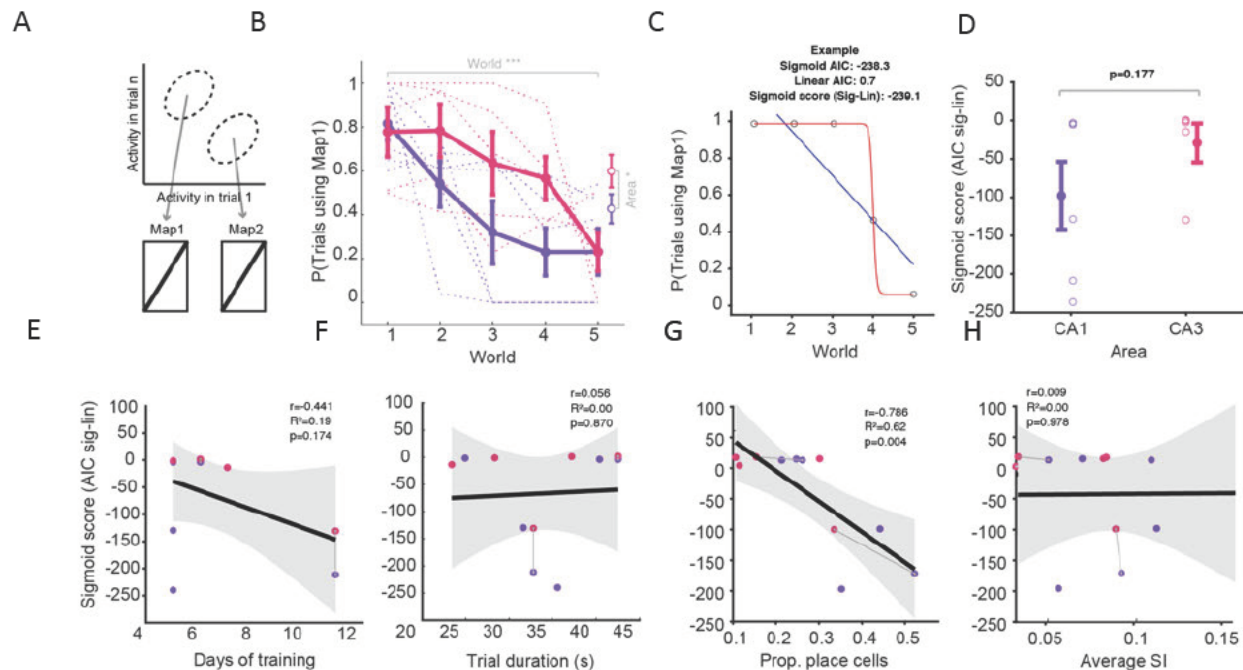 A
Activity in trial n
Activity in trial 1
Map1
Map2
B
World ***
P(Trials using Map1)
1
0.8
0.6
0.4
0.2
0
1 2 3 4 5
World
Area *
C
Example
Sigmoid AIC: -238.3
Linear AIC: 0.7
Sigmoid score (Sig-Lin): -239.1
P(Trials using Map1)
1
0.8
0.6
0.4
0.2
0
1 2 3 4 5
World
D
p=0.177
Sigmoid score (AIC sig-lin)
50
0
-50
-100
-150
-200
-250
CA1 CA3
Area
E
r=-0.441
R²=0.19
p=0.174
Sigmoid score (AIC sig-lin)
100
50
0
-50
-100
-150
-200
-250
4 6 8 10 12
Days of training
F
r=0.056
R²=0.00
p=0.870
100
50
0
-50
-100
-150
-200
-250
20 25 30 35 40 45
Trial duration (s)
G
r=-0.786
R²=0.62
p=0.004
100
50
0
-50
-100
-150
-200
-250
0.1 0.2 0.3 0.4 0.5
Prop. place cells
H
r=0.009
R²=0.00
p=0.978
100
50
0
-50
-100
-150
-200
-250
0.05 0.1 0.15
Average SI